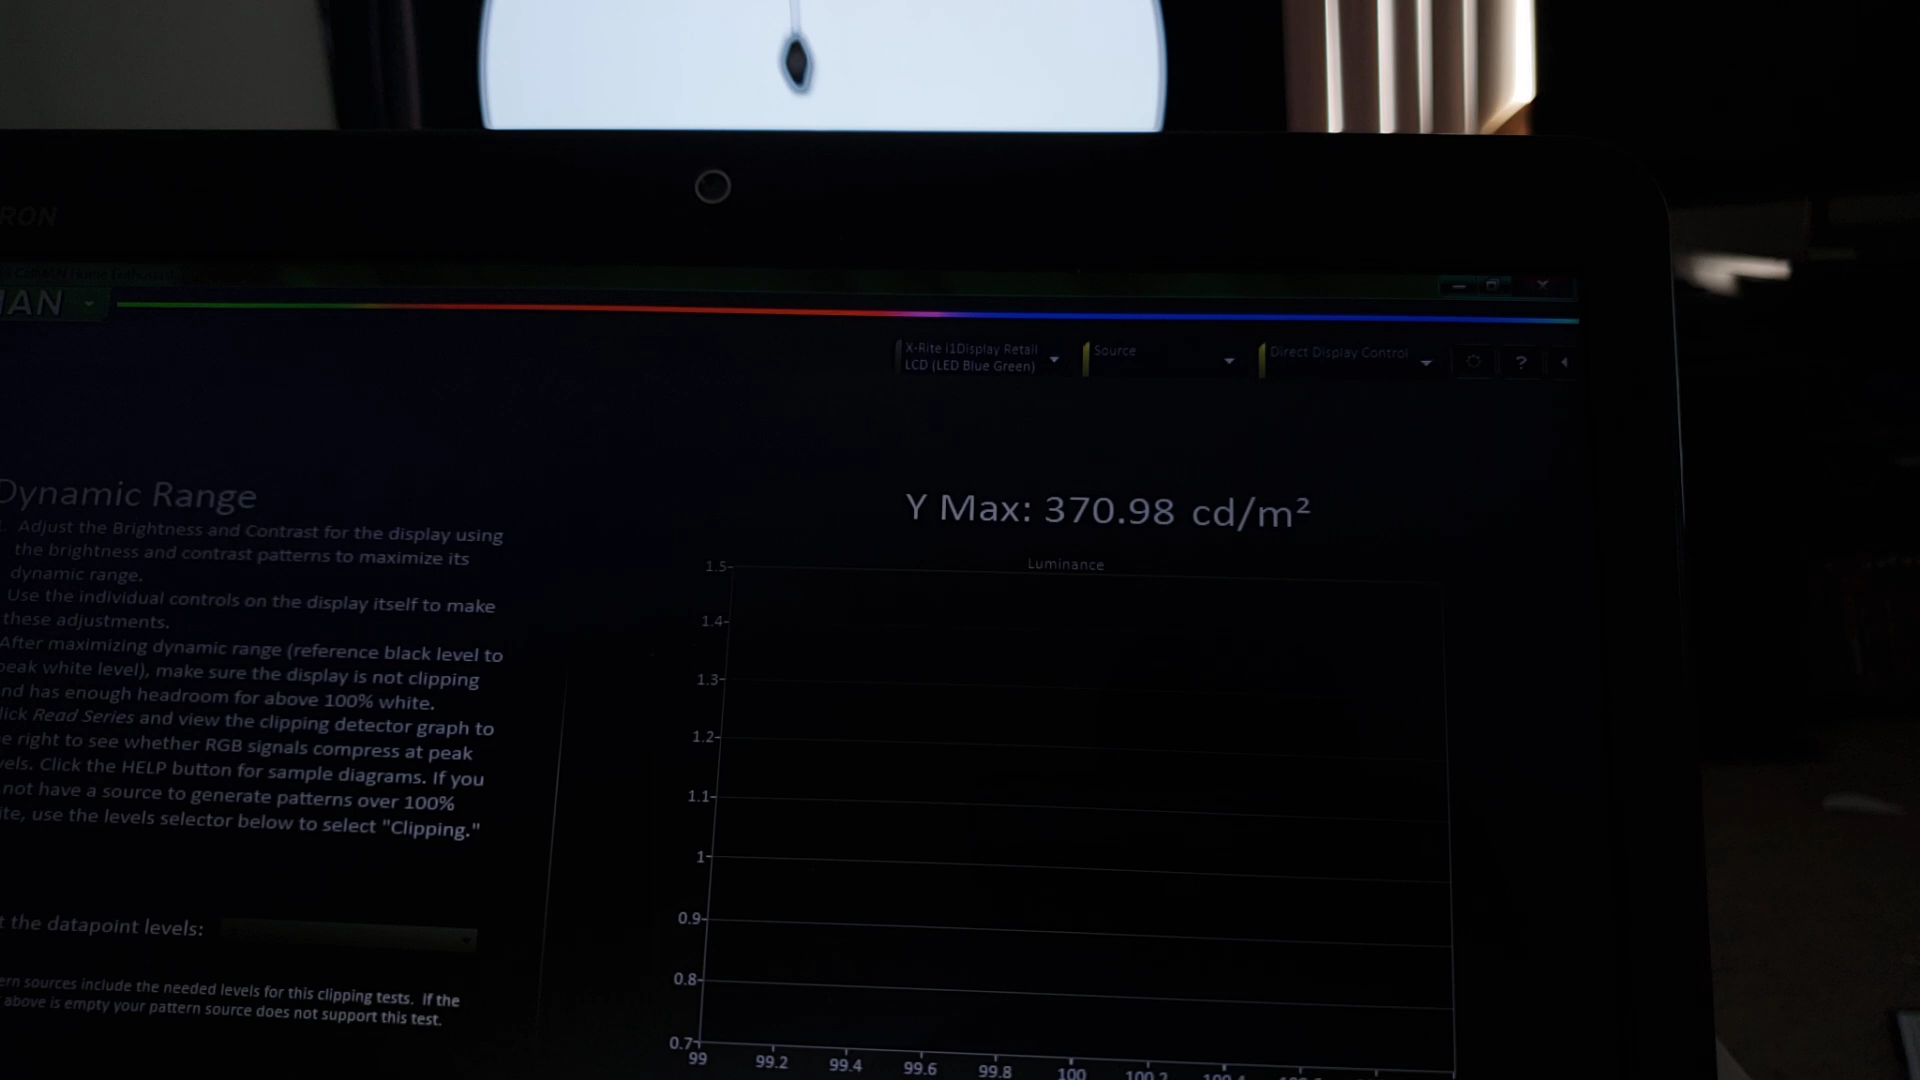 RON
CalMAN Home Enthusiast
MAN
X-Rite i1Display Retail
LCD (LED Blue Green)
Source
Direct Display Control
?
Dynamic Range
Adjust the Brightness and Contrast for the display using
the brightness and contrast patterns to maximize its
dynamic range.
Use the individual controls on the display itself to make
these adjustments.
After maximizing dynamic range (reference black level to
peak white level), make sure the display is not clipping
nd has enough headroom for above 100% white.
lick Read Series and view the clipping detector graph to
e right to see whether RGB signals compress at peak
vels. Click the HELP button for sample diagrams. If you
not have a source to generate patterns over 100%
ite, use the levels selector below to select "Clipping."
t the datapoint levels:
ern sources include the needed levels for this clipping tests. If the
above is empty your pattern source does not support this test.
Y Max: 370.98 cd/m²
Luminance
1.5
1.4
1.3
1.2
1.1
1
0.9
0.8
0.7
99 99.2 99.4 99.6 99.8 100 100.2 100.4